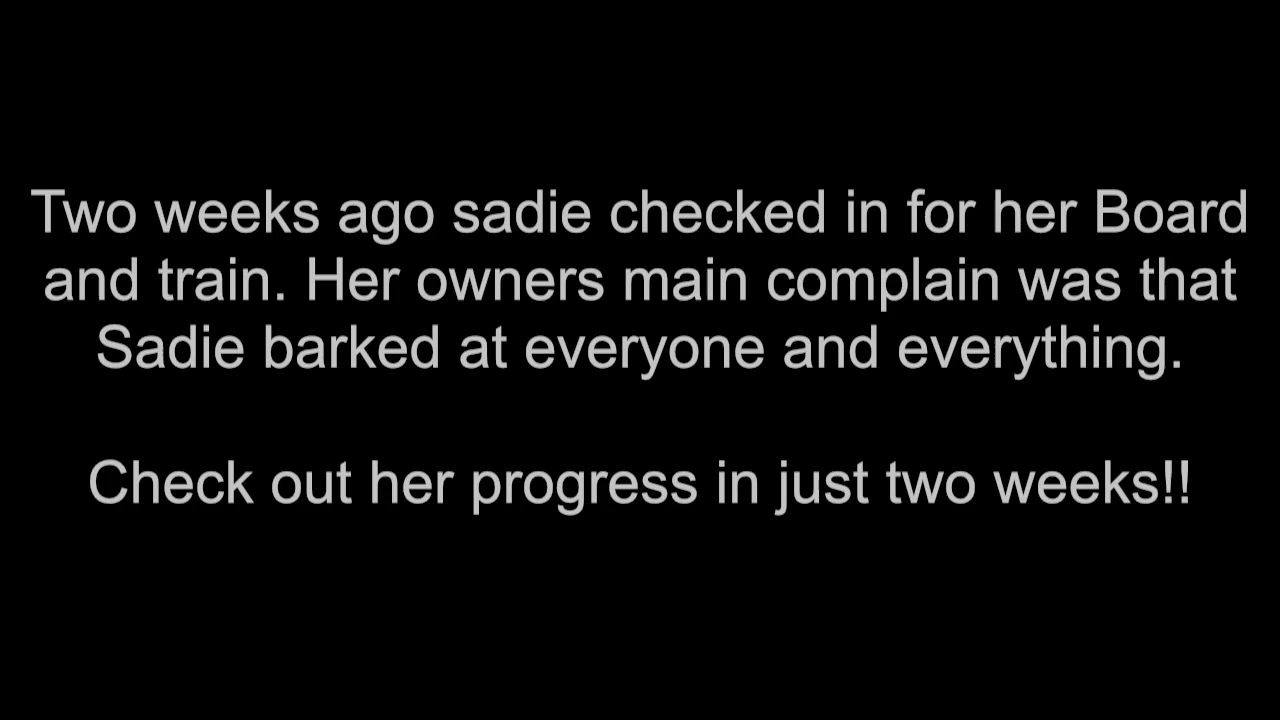 Two weeks ago sadie checked in for her Board
and train. Her owners main complain was that
Sadie barked at everyone and everything.
Check out her progress in just two weeks!!